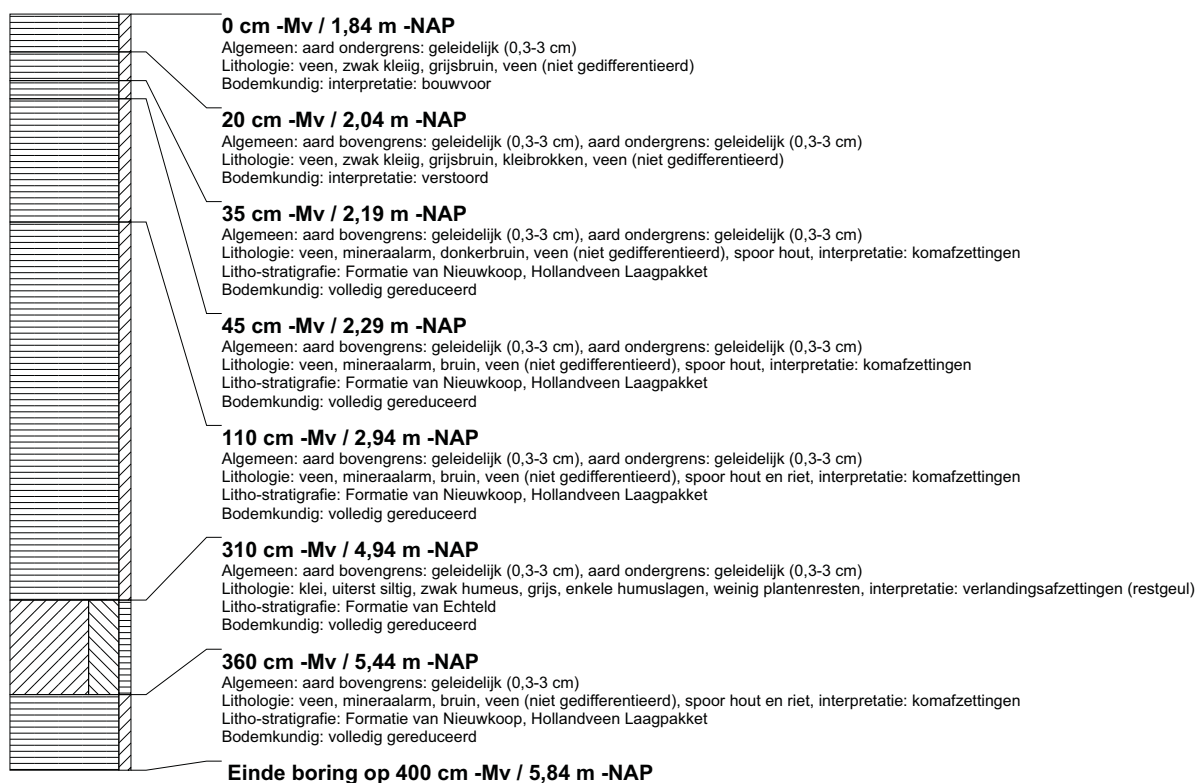 0 cm -Mv / 1,84 m -NAP
Algemeen: aard ondergrens: geleidelijk (0,3-3 cm)
Lithologie: veen, zwak kleiig, grijsbruin, veen (niet gedifferentieerd)
Bodemkundig: interpretatie: bouwvoor
20 cm -Mv / 2,04 m -NAP
Algemeen: aard bovengrens: geleidelijk (0,3-3 cm), aard ondergrens: geleidelijk (0,3-3 cm)
Lithologie: veen, zwak kleiig, grijsbruin, kleibrokken, veen (niet gedifferentieerd)
Bodemkundig: interpretatie: verstoord
35 cm -Mv / 2,19 m -NAP
Algemeen: aard bovengrens: geleidelijk (0,3-3 cm), aard ondergrens: geleidelijk (0,3-3 cm)
Lithologie: veen, mineraalarm, donkerbruin, veen (niet gedifferentieerd), spoor hout, interpretatie: komafzettingen
Litho-stratigrafie: Formatie van Nieuwkoop, Hollandveen Laagpakket
Bodemkundig: volledig gereduceerd
45 cm -Mv / 2,29 m -NAP
Algemeen: aard bovengrens: geleidelijk (0,3-3 cm), aard ondergrens: geleidelijk (0,3-3 cm)
Lithologie: veen, mineraalarm, bruin, veen (niet gedifferentieerd), spoor hout, interpretatie: komafzettingen
Litho-stratigrafie: Formatie van Nieuwkoop, Hollandveen Laagpakket
Bodemkundig: volledig gereduceerd
110 cm -Mv / 2,94 m -NAP
Algemeen: aard bovengrens: geleidelijk (0,3-3 cm), aard ondergrens: geleidelijk (0,3-3 cm)
Lithologie: veen, mineraalarm, bruin, veen (niet gedifferentieerd), spoor hout en riet, interpretatie: komafzettingen
Litho-stratigrafie: Formatie van Nieuwkoop, Hollandveen Laagpakket
Bodemkundig: volledig gereduceerd
310 cm -Mv / 4,94 m -NAP
Algemeen: aard bovengrens: geleidelijk (0,3-3 cm), aard ondergrens: geleidelijk (0,3-3 cm)
Lithologie: klei, uiterst siltig, zwak humeus, grijs, enkele humuslagen, weinig plantenresten, interpretatie: verlandingsafzettingen (restgeul)
Litho-stratigrafie: Formatie van Echteld
Bodemkundig: volledig gereduceerd
360 cm -Mv / 5,44 m -NAP
Algemeen: aard bovengrens: geleidelijk (0,3-3 cm)
Lithologie: veen, mineraalarm, bruin, veen (niet gedifferentieerd), spoor hout en riet, interpretatie: komafzettingen
Litho-stratigrafie: Formatie van Nieuwkoop, Hollandveen Laagpakket
Bodemkundig: volledig gereduceerd
Einde boring op 400 cm -Mv / 5,84 m -NAP